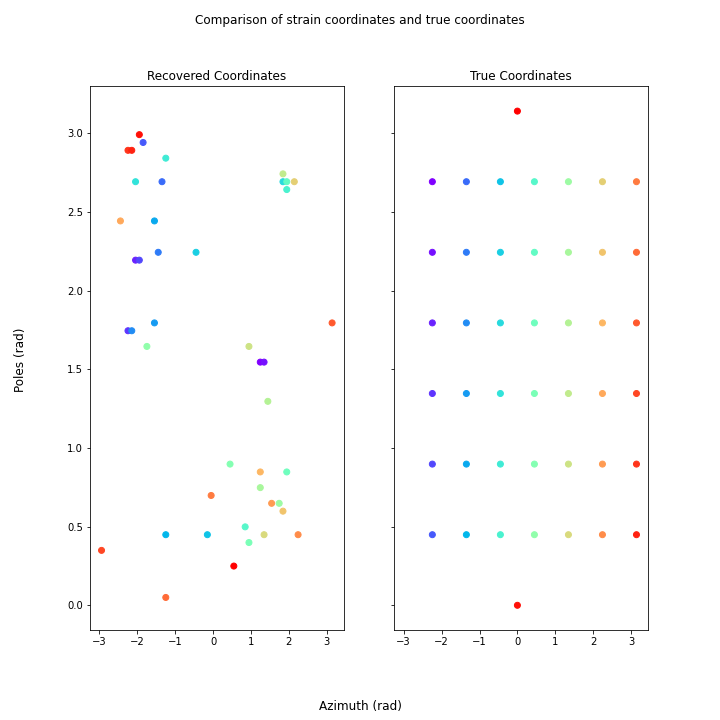 Comparison of strain coordinates and true coordinates
Recovered Coordinates
True Coordinates
Poles (rad)
3.0
2.5
2.0
1.5
1.0
0.5
0.0
−3 −2 −1 0 1 2 3
−3 −2 −1 0 1 2 3
Azimuth (rad)